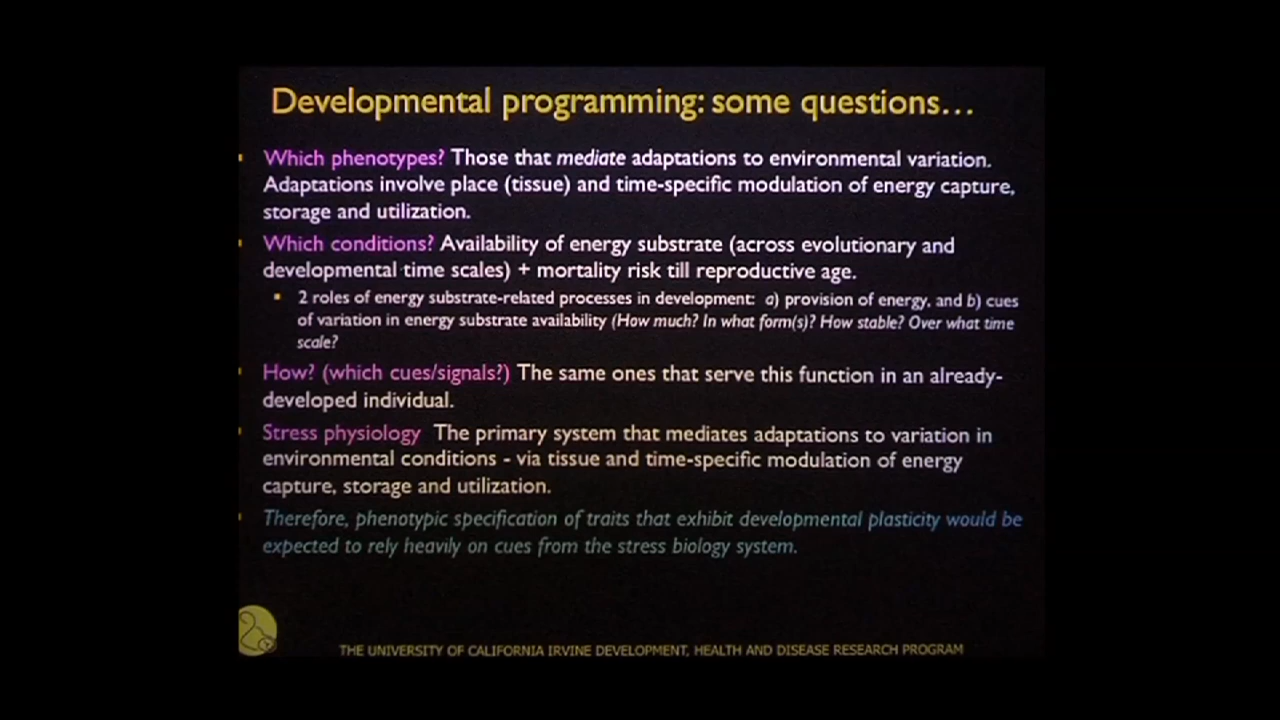 Developmental programming: some questions…
Which phenotypes? Those that mediate adaptations to environmental variation.
Adaptations involve place (tissue) and time-specific modulation of energy capture,
storage and utilization.
Which conditions? Availability of energy substrate (across evolutionary and
developmental time scales) + mortality risk till reproductive age.
2 roles of energy substrate-related processes in development: a) provision of energy, and b) cues
of variation in energy substrate availability (How much? In what form(s)? How stable? Over what time
scale?
How? (which cues/signals?) The same ones that serve this function in an already-
developed individual.
Stress physiology The primary system that mediates adaptations to variation in
environmental conditions - via tissue and time-specific modulation of energy
capture, storage and utilization.
Therefore, phenotypic specification of traits that exhibit developmental plasticity would be
expected to rely heavily on cues from the stress biology system.
THE UNIVERSITY OF CALIFORNIA IRVINE DEVELOPMENT, HEALTH AND DISEASE RESEARCH PROGRAM